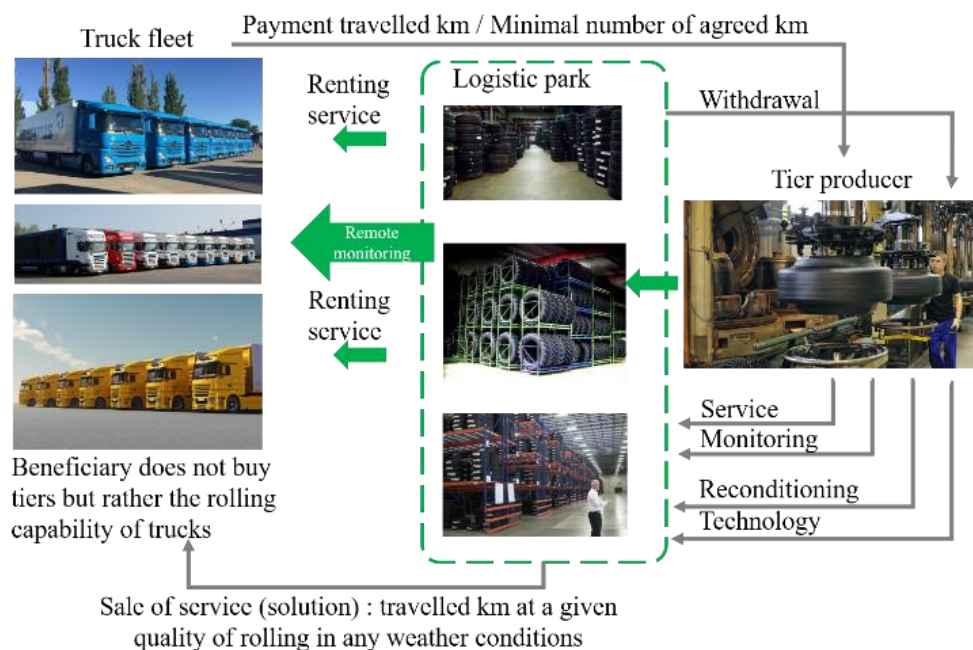 Payment travelled km / Minimal number of agreed km
Truck fleet
Renting
service
Logistic park
Withdrawal
Tier producer
Remote
monitoring
Renting
service
Service
Monitoring
Reconditioning
Technology
Beneficiary does not buy
tiers but rather the rolling
capability of trucks
Sale of service (solution) : travelled km at a given
quality of rolling in any weather conditions